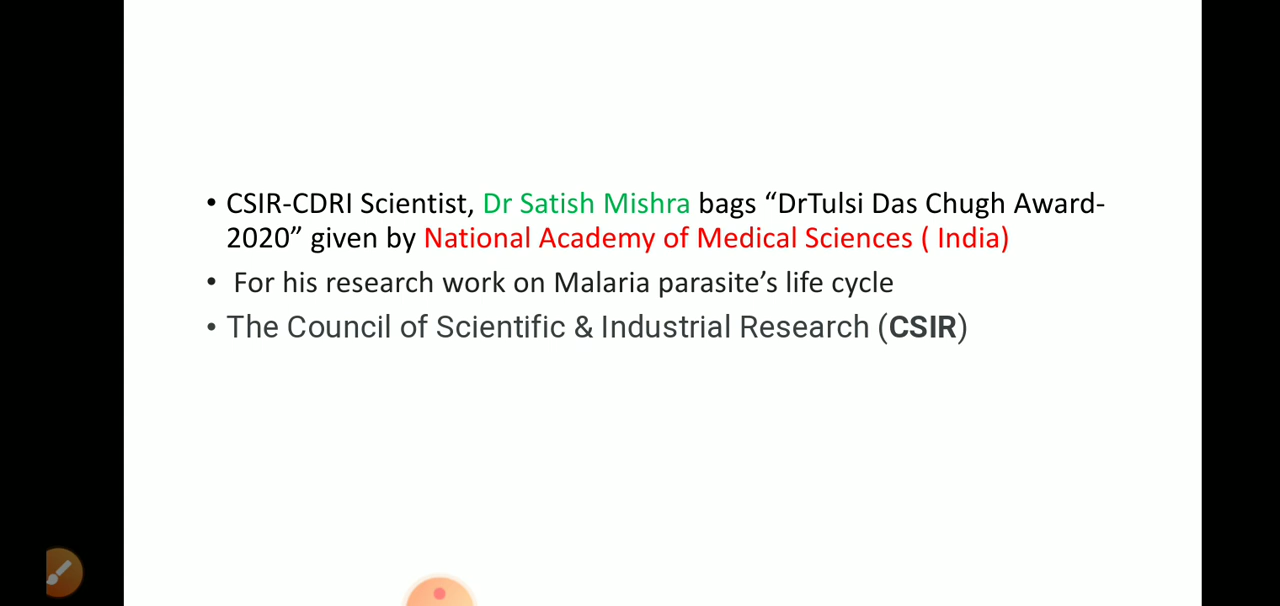 • CSIR-CDRI Scientist, Dr Satish Mishra bags “DrTulsi Das Chugh Award-
2020” given by National Academy of Medical Sciences ( India)
• For his research work on Malaria parasite’s life cycle
• The Council of Scientific & Industrial Research (CSIR)